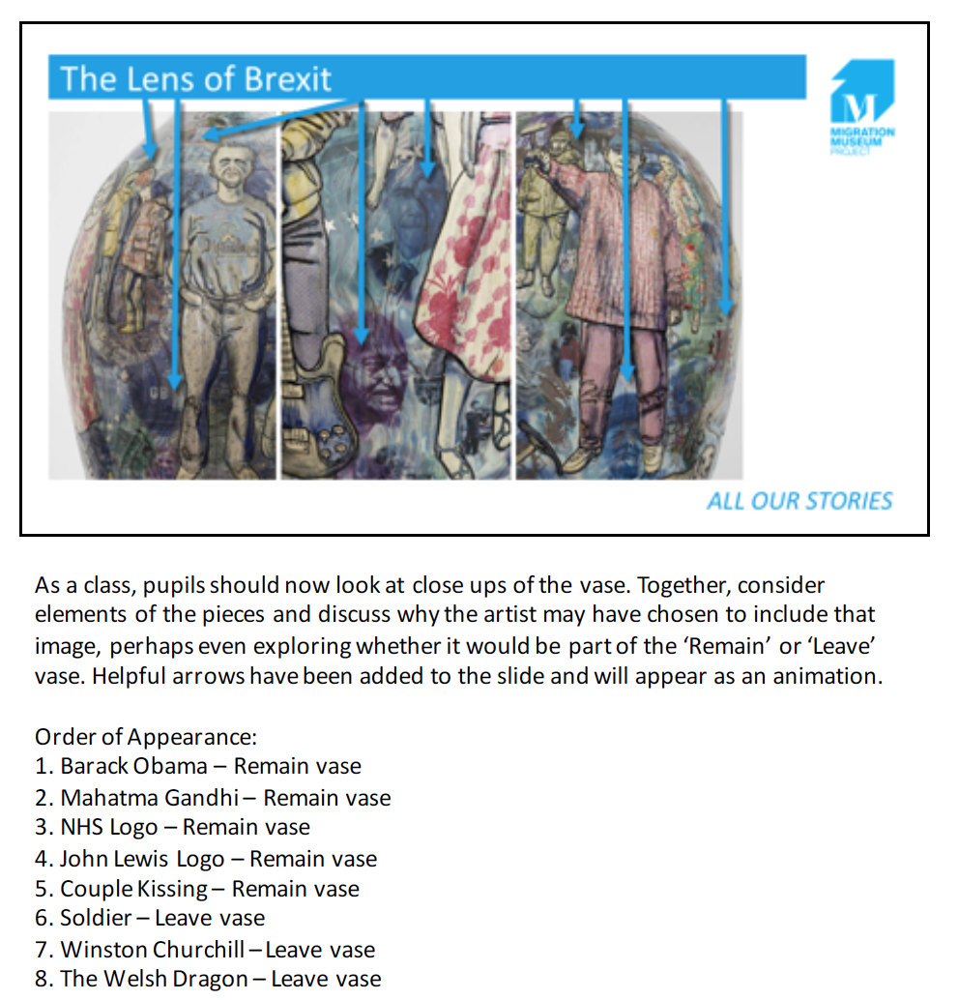 The Lens of Brexit
MIGRATION
MUSEUM
PROJECT
GB
ALL OUR STORIES
As a class, pupils should now look at close ups of the vase. Together, consider
elements of the pieces and discuss why the artist may have chosen to include that
image, perhaps even exploring whether it would be part of the ‘Remain’ or ‘Leave’
vase. Helpful arrows have been added to the slide and will appear as an animation.
Order of Appearance:
1. Barack Obama – Remain vase
2. Mahatma Gandhi – Remain vase
3. NHS Logo – Remain vase
4. John Lewis Logo – Remain vase
5. Couple Kissing – Remain vase
6. Soldier – Leave vase
7. Winston Churchill – Leave vase
8. The Welsh Dragon – Leave vase